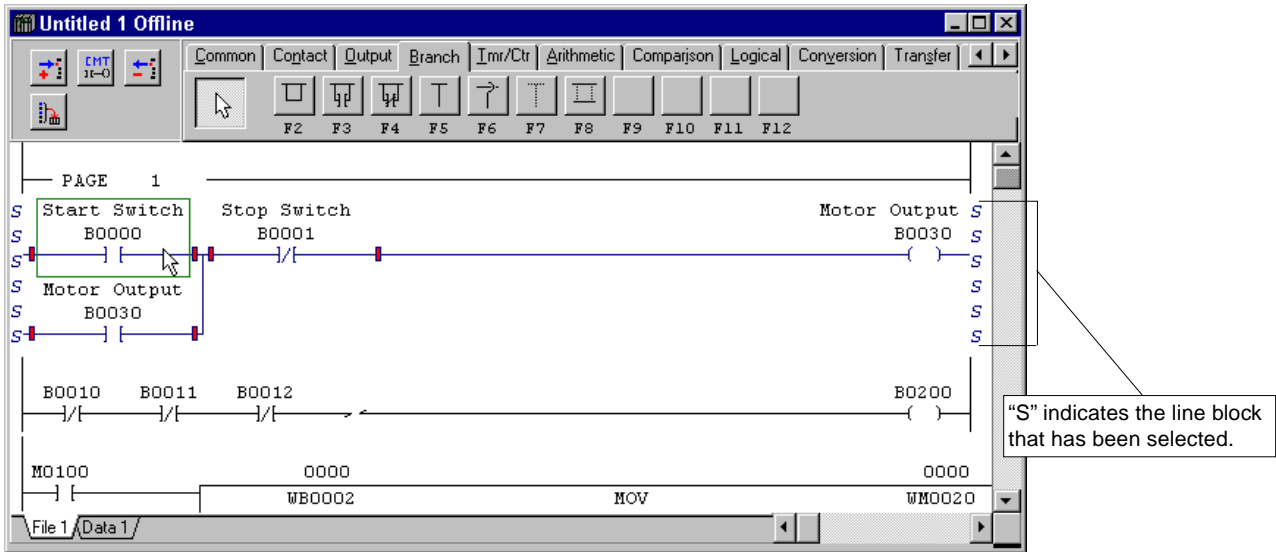 Untitled 1 Offline
CMT
Common Contact Output Branch Tmr/Ctr Arithmetic Comparison Logical Conversion Transfer
F2 F3 F4 F5 F6 F7 F8 F9 F10 F11 F12
PAGE 1
S Start Switch Stop Switch Motor Output S
S B0000 B0001 B0030 S
S S
S Motor Output S
S B0030 S
S S
B0010 B0011 B0012 B0200
"S" indicates the line block
that has been selected.
M0100 0000 0000
WB0002 MOV WM0020
File 1 Data 1